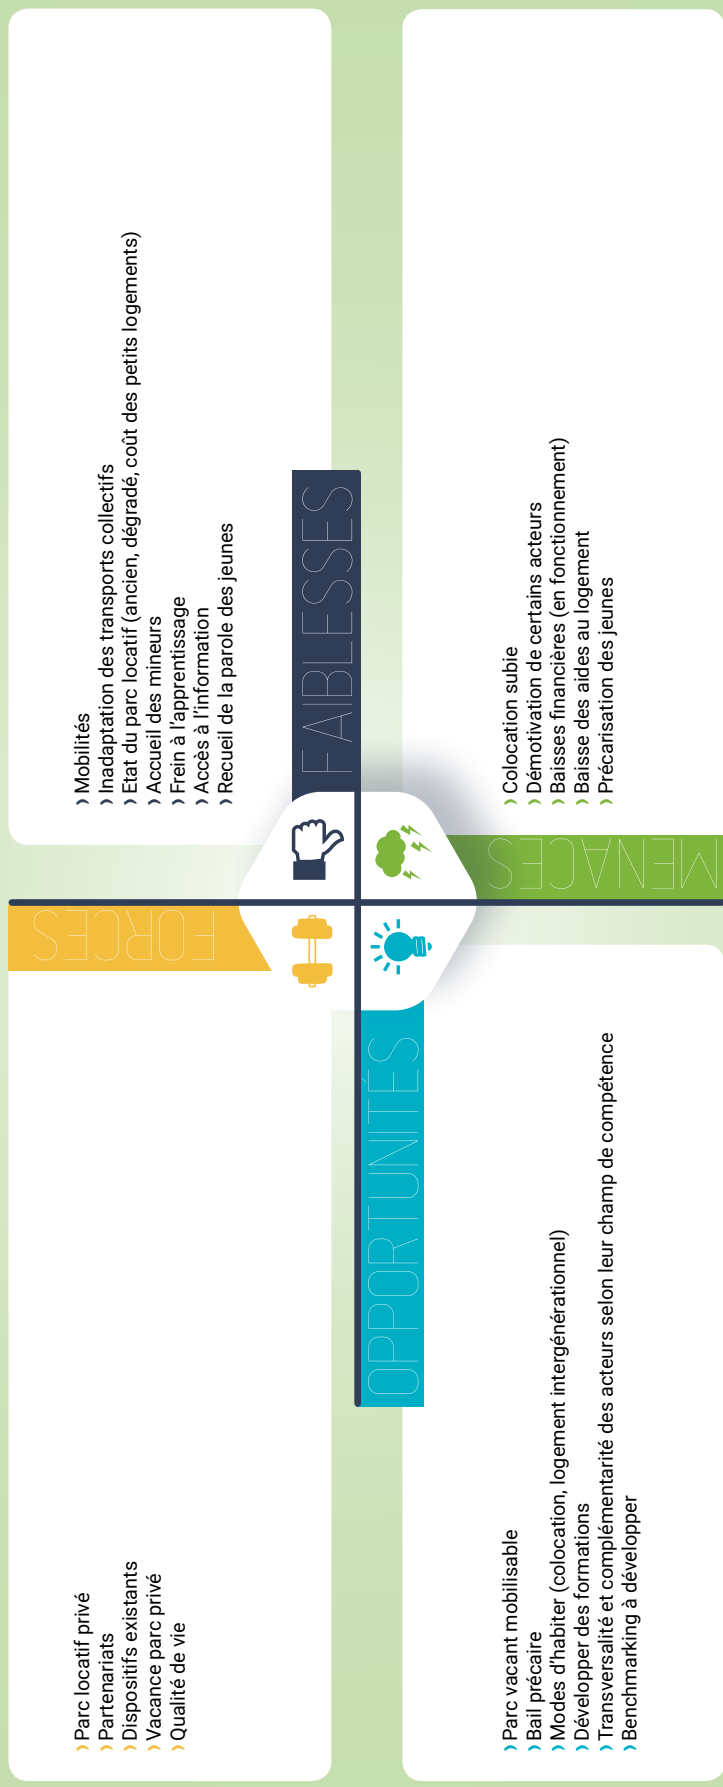 FORCES
› Parc locatif privé
› Partenariats
› Dispositifs existants
› Vacance parc privé
› Qualité de vie
FAIBLESSES
› Mobilités
› Inadaptation des transports collectifs
› Etat du parc locatif (ancien, dégradé, coût des petits logements)
› Accueil des mineurs
› Frein à l'apprentissage
› Accès à l'information
› Recueil de la parole des jeunes
OPPORTUNITÉS
› Parc vacant mobilisable
› Bail précaire
› Modes d'habiter (colocation, logement intergénérationnel)
› Développer des formations
› Transversalité et complémentarité des acteurs selon leur champ de compétence
› Benchmarking à développer
MENACES
› Colocation subie
› Démotivation de certains acteurs
› Baisses financières (en fonctionnement)
› Baisse des aides au logement
› Précarisation des jeunes